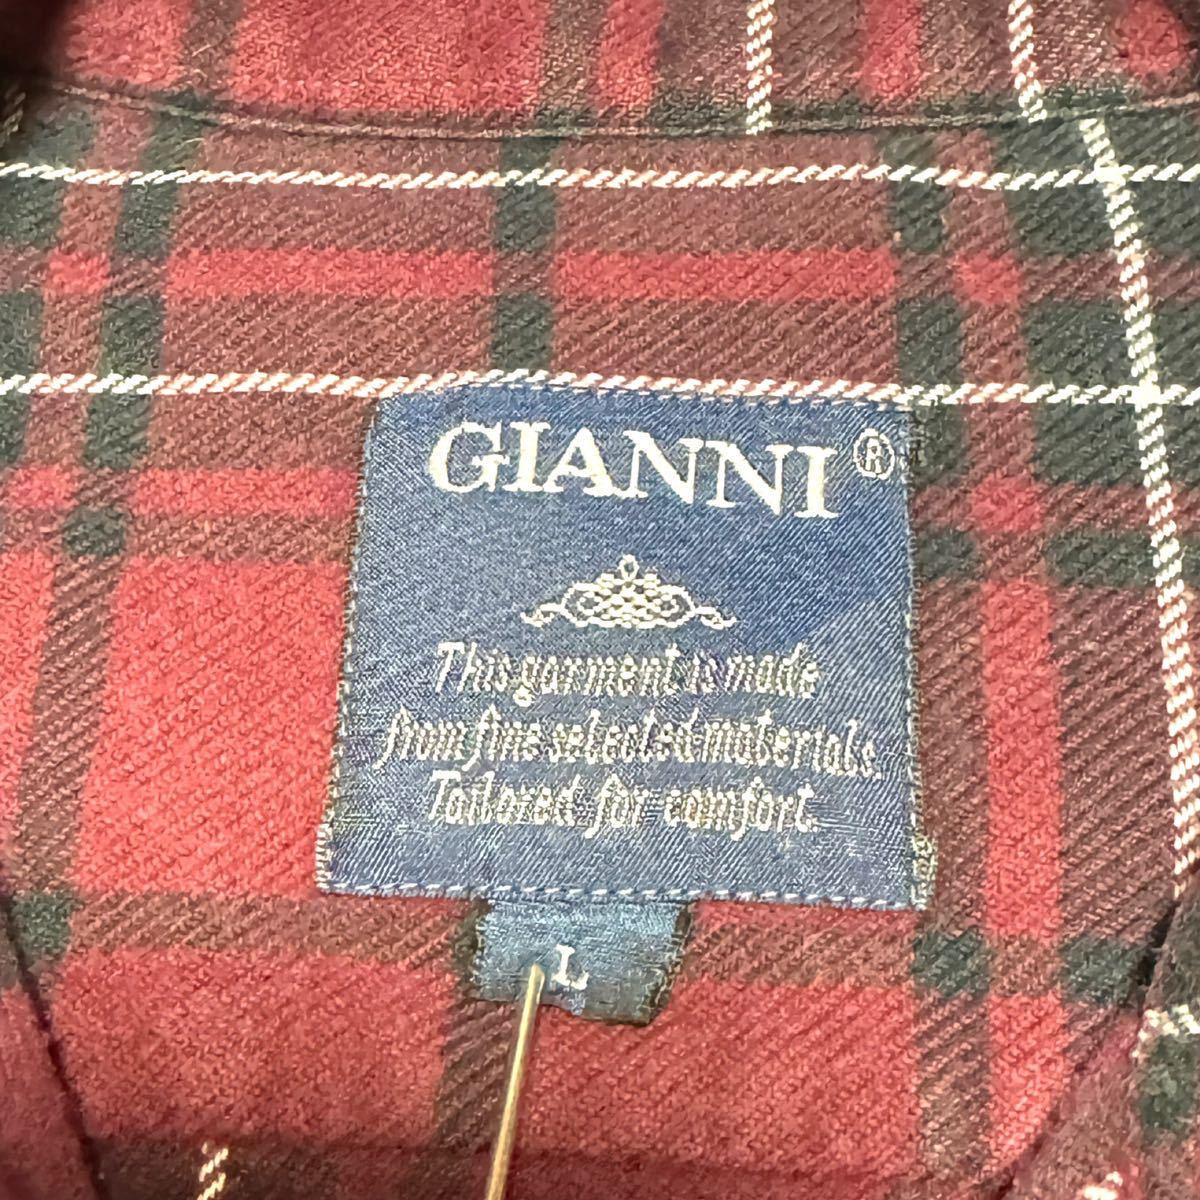 GIANNI®
This garment is made
from fine selected materials.
Tailored for comfort.
L